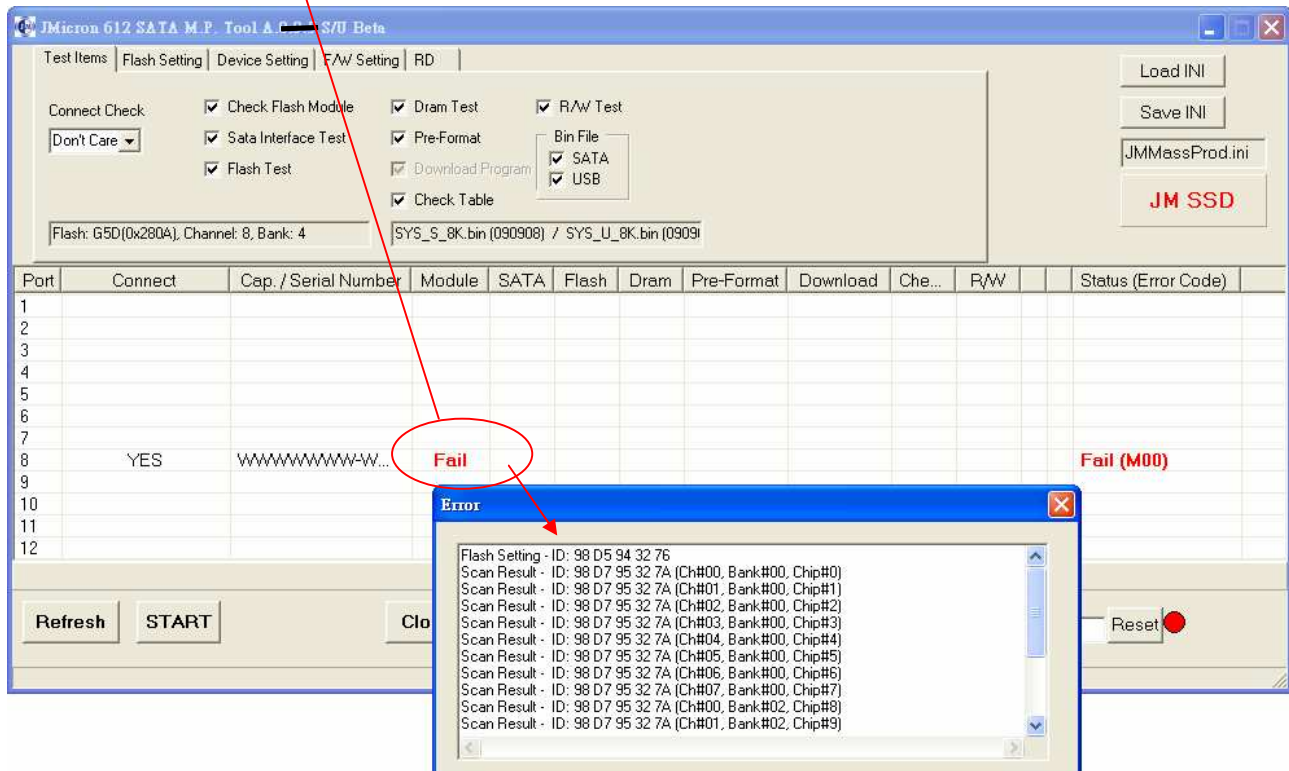 JMicron 612 SATA M.P. Tool A. S/U Beta
Test Items Flash Setting Device Setting F/W Setting RD
Load INI
Save INI
JMMassProd.ini
JM SSD
Connect Check
Don't Care
Check Flash Module
Sata Interface Test
Flash Test
Dram Test
Pre-Format
Download Program
Check Table
R/W Test
Bin File
SATA
USB
Flash: G5D(0x280A), Channel: 8, Bank: 4
SYS_S_8K.bin (090908) / SYS_U_8K.bin (0909
Port Connect Cap. / Serial Number Module SATA Flash Dram Pre-Format Download Che... R/W Status (Error Code)
1
2
3
4
5
6
7
8 YES WWWWWWWW-W... Fail Fail (M00)
9
10
11
12
Refresh START Clo Reset
Error
Flash Setting - ID: 98 D5 94 32 76
Scan Result - ID: 98 D7 95 32 7A (Ch#00, Bank#00, Chip#0)
Scan Result - ID: 98 D7 95 32 7A (Ch#01, Bank#00, Chip#1)
Scan Result - ID: 98 D7 95 32 7A (Ch#02, Bank#00, Chip#2)
Scan Result - ID: 98 D7 95 32 7A (Ch#03, Bank#00, Chip#3)
Scan Result - ID: 98 D7 95 32 7A (Ch#04, Bank#00, Chip#4)
Scan Result - ID: 98 D7 95 32 7A (Ch#05, Bank#00, Chip#5)
Scan Result - ID: 98 D7 95 32 7A (Ch#06, Bank#00, Chip#6)
Scan Result - ID: 98 D7 95 32 7A (Ch#07, Bank#00, Chip#7)
Scan Result - ID: 98 D7 95 32 7A (Ch#00, Bank#02, Chip#8)
Scan Result - ID: 98 D7 95 32 7A (Ch#01, Bank#02, Chip#9)